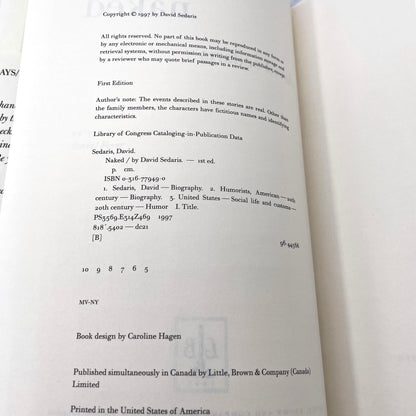 naked
Copyright © 1997 by David Sedaris
All rights reserved. No part of this book may be reproduced in any form or
by any electronic or mechanical means, including information storage and
retrieval systems, without permission in writing from the publisher, except
by a reviewer who may quote brief passages in a review.
First Edition
Author's note: The events described in these stories are real. Other than
the family members, the characters have fictitious names and identifying
characteristics.
Library of Congress Cataloging-in-Publication Data
Sedaris, David.
Naked / by David Sedaris. — 1st ed.
p. cm.
ISBN 0-316-77949-0
1. Sedaris, David — Biography. 2. Humorists, American — 20th
century — Biography. 3. United States — Social life and customs —
20th century — Humor I. Title.
PS3569.E314Z469 1997
818'.5402 — dc21
[B]
10 9 8 7 6 5
MV-NY
Book design by Caroline Hagen
Published simultaneously in Canada by Little, Brown & Company (Canada)
Limited
Printed in the United States of America